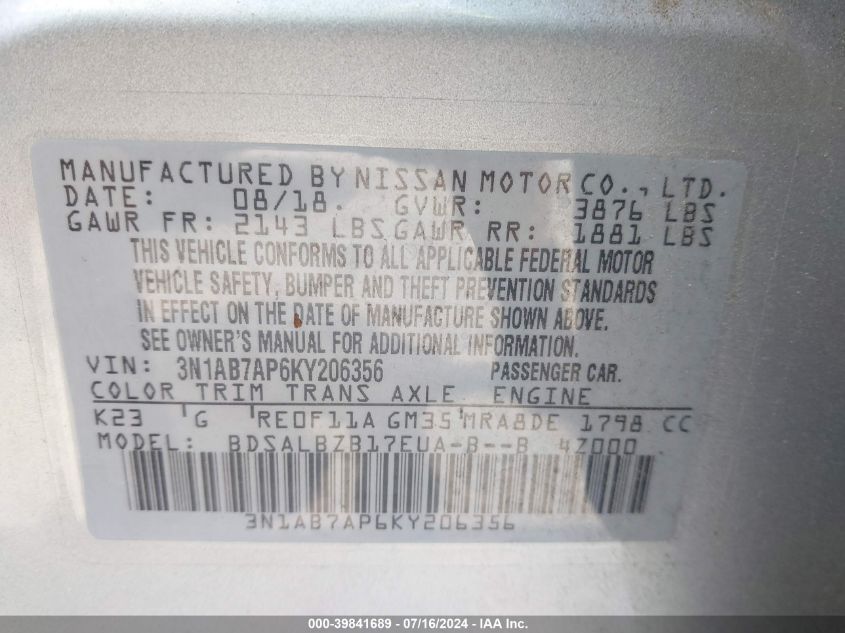 MANUFACTURED BY NISSAN MOTOR CO., LTD.
DATE: 08/18. GVWR: 3876 LBS
GAWR FR: 2143 LBS GAWR RR: 1881 LBS
THIS VEHICLE CONFORMS TO ALL APPLICABLE FEDERAL MOTOR
VEHICLE SAFETY, BUMPER AND THEFT PREVENTION STANDARDS
IN EFFECT ON THE DATE OF MANUFACTURE SHOWN ABOVE.
SEE OWNER'S MANUAL FOR ADDITIONAL INFORMATION.
VIN: 3N1AB7AP6KY206356 PASSENGER CAR.
COLOR TRIM TRANS AXLE ENGINE
K23 G RE0F11A GM35 MRA8DE 1798 CC
MODEL: BDSALBZB17EUA-B--B 4Z000
3N1AB7AP6KY206356
000-39841689 - 07/16/2024 - IAA Inc.